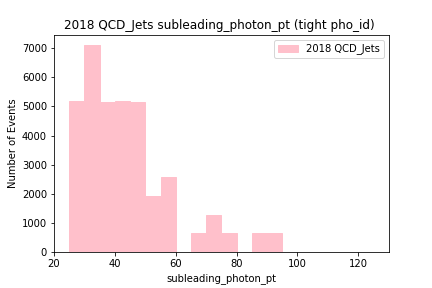 2018 QCD_Jets subleading_photon_pt (tight pho_id)
2018 QCD_Jets
Number of Events
7000
6000
5000
4000
3000
2000
1000
0
20 40 60 80 100 120
subleading_photon_pt